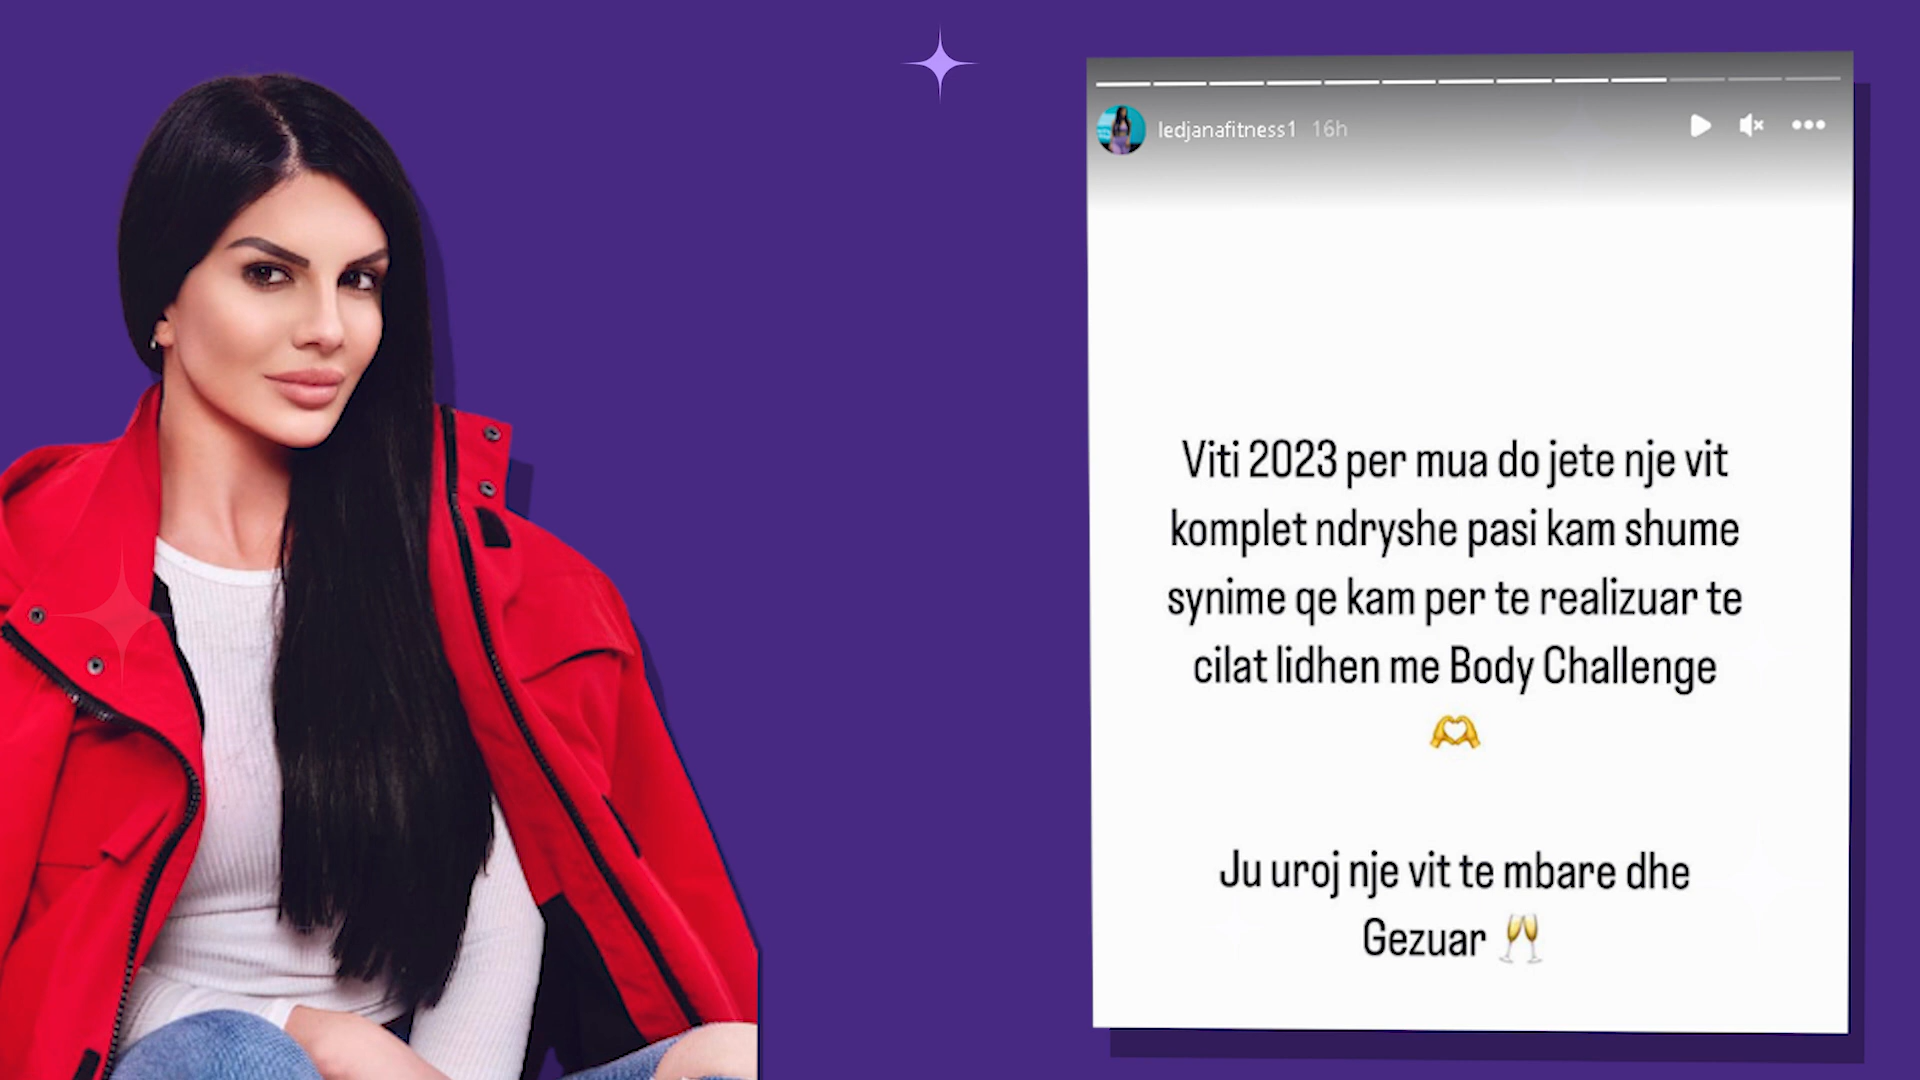 ledjanafitness1 16h
Viti 2023 per mua do jete nje vit
komplet ndryshe pasi kam shume
synime qe kam per te realizuar te
cilat lidhen me Body Challenge
🫶
Ju uroj nje vit te mbare dhe
Gezuar 🥂